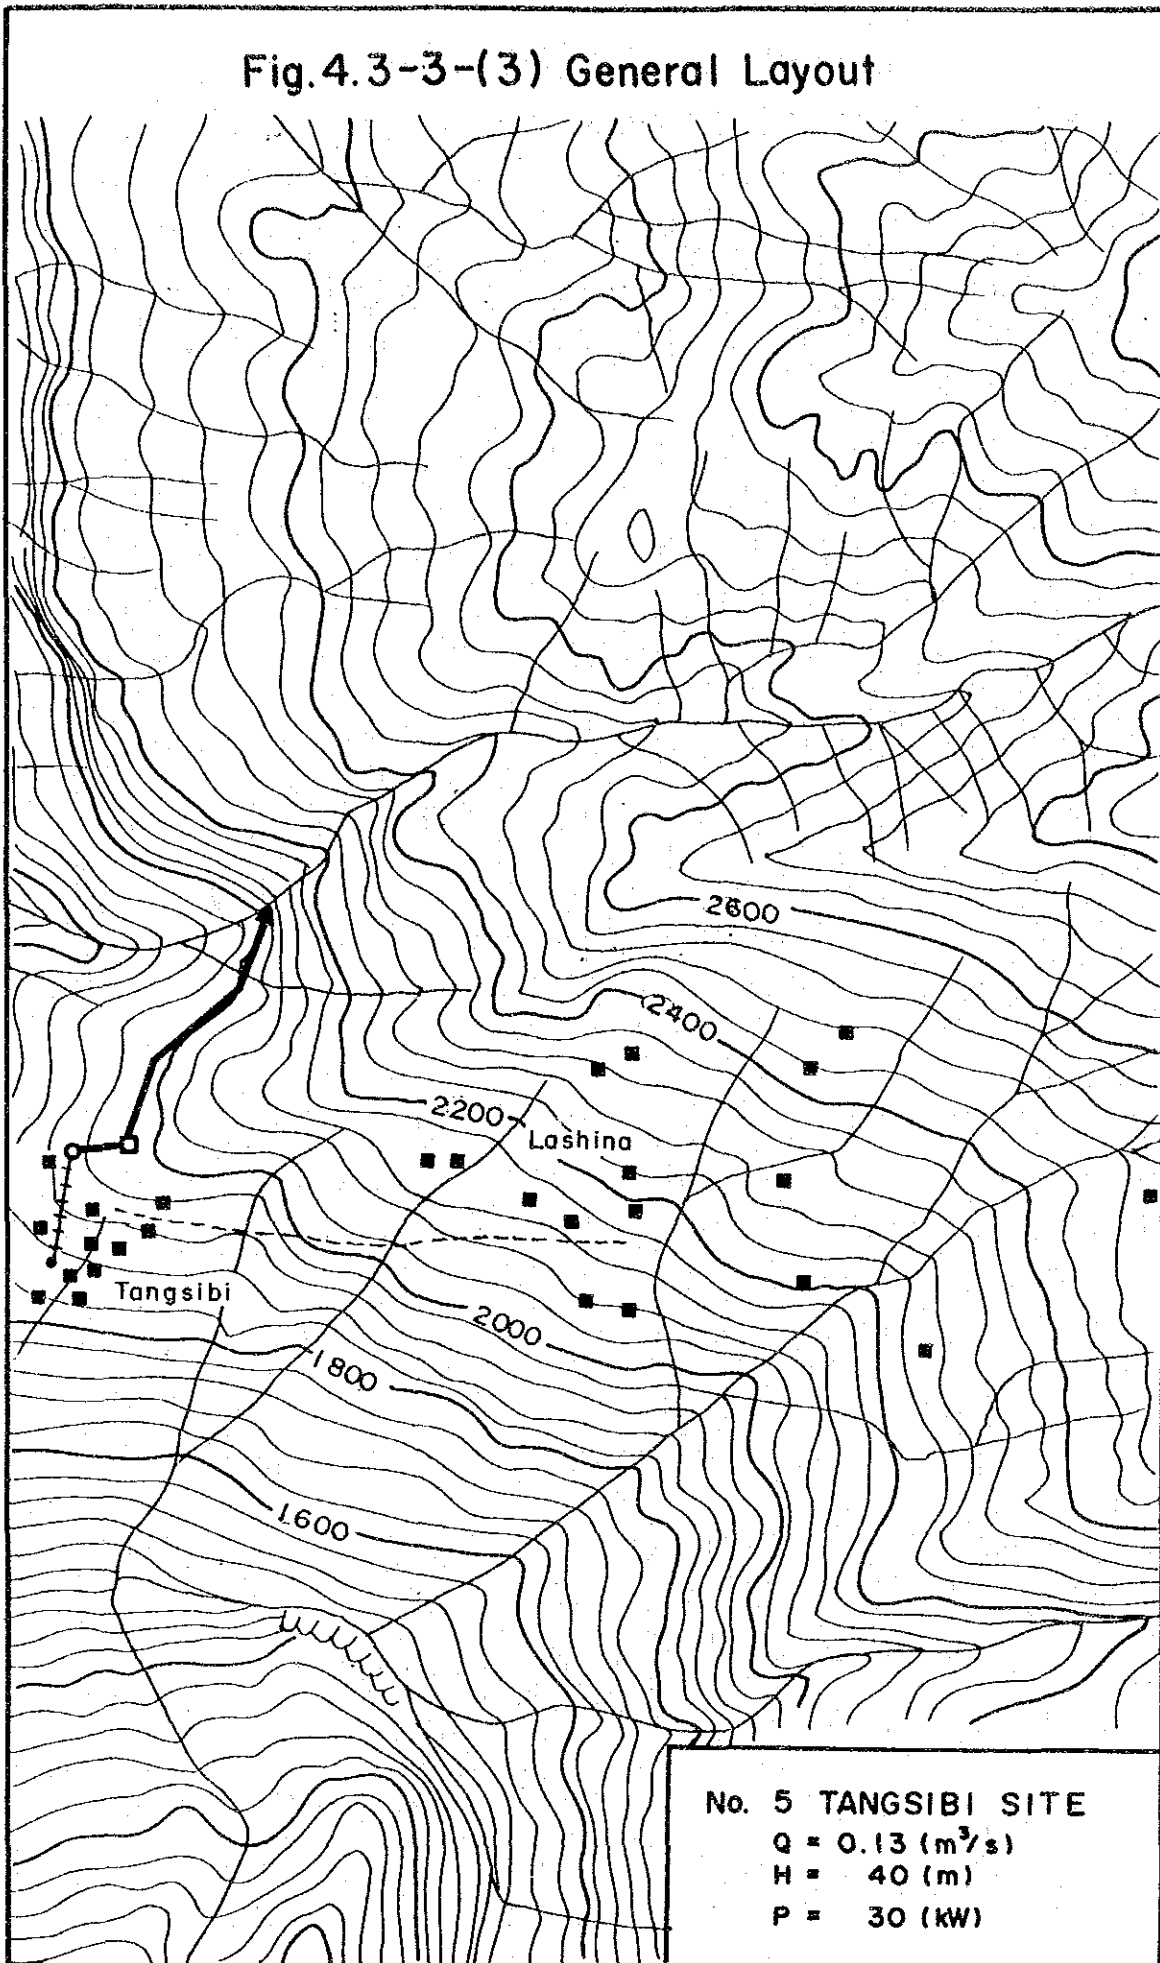 Fig.4.3-3-(3) General Layout
2600
2400
2200
Lashina
Tangsibi
2000
1800
1600
No. 5 TANGSIBI SITE
Q = 0.13 (m³/s)
H = 40 (m)
P = 30 (kW)